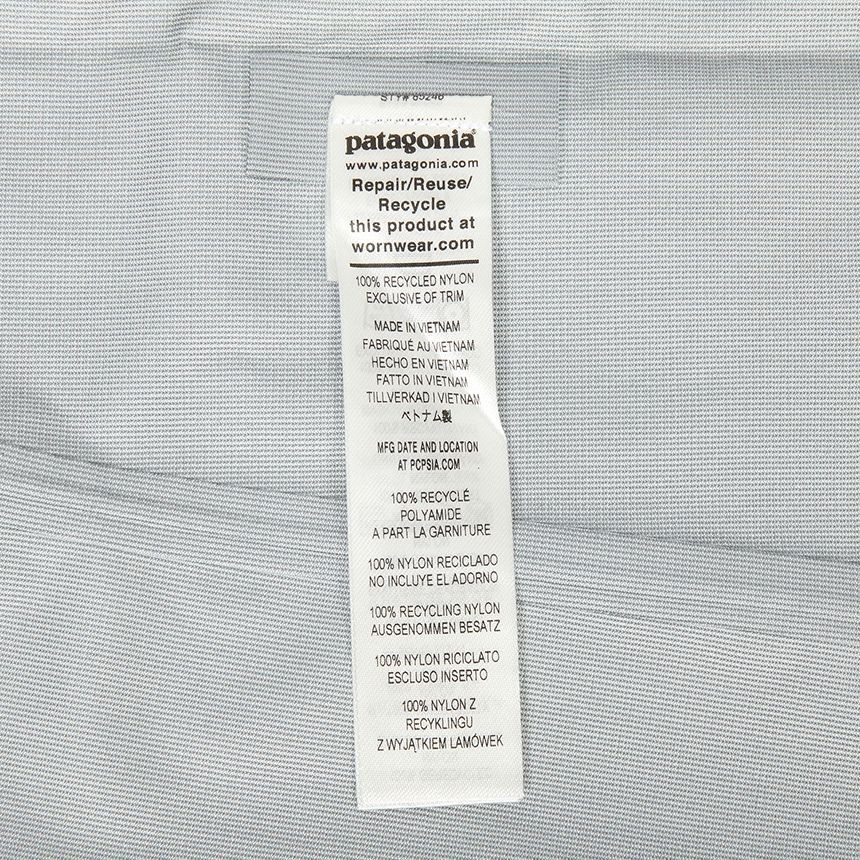 STY# 85246
patagonia®
www.patagonia.com
Repair/Reuse/
Recycle
this product at
wornwear.com
100% RECYCLED NYLON
EXCLUSIVE OF TRIM
MADE IN VIETNAM
FABRIQUÉ AU VIETNAM
HECHO EN VIETNAM
FATTO IN VIETNAM
TILLVERKAD I VIETNAM
ベトナム製
MFG DATE AND LOCATION
AT PCPSIA.COM
100% RECYCLÉ
POLYAMIDE
A PART LA GARNITURE
100% NYLON RECICLADO
NO INCLUYE EL ADORNO
100% RECYCLING NYLON
AUSGENOMMEN BESATZ
100% NYLON RICICLATO
ESCLUSO INSERTO
100% NYLON Z
RECYKLINGU
Z WYJĄTKIEM LAMÓWEK